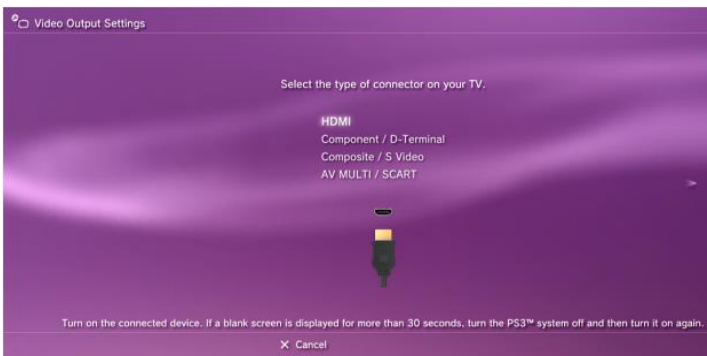 Video Output Settings
Select the type of connector on your TV.
HDMI
Component / D-Terminal
Composite / S Video
AV MULTI / SCART
Turn on the connected device. If a blank screen is displayed for more than 30 seconds, turn the PS3™ system off and then turn it on again.
X Cancel